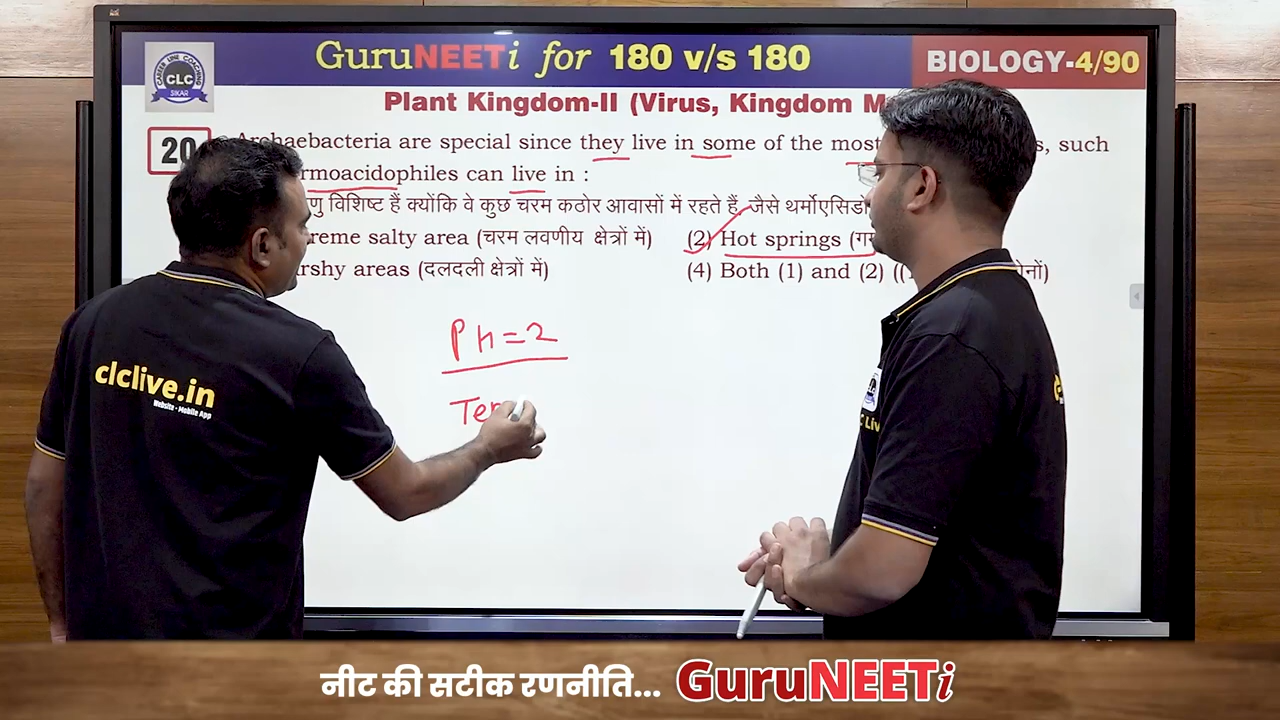 GuruNEETi for 180 v/s 180
BIOLOGY-4/90
CAREER LINE COACHING
CLC
SIKAR
Plant Kingdom-II (Virus, Kingdom
20
Archaebacteria are special since they live in some of the most s, such
rmoacidophiles can live in :
णु विशिष्ट हैं क्योंकि वे कुछ चरम कठोर आवासों में रहते हैं, जैसे
reme salty area (चरम लवणीय क्षेत्रों में) (2) Hot springs
rshy areas (दलदली क्षेत्रों में) (4) Both (1) and (2)
PH=2
Te
clclive.in
Website - Mobile App
नीट की सटीक रणनीति... GuruNEETi